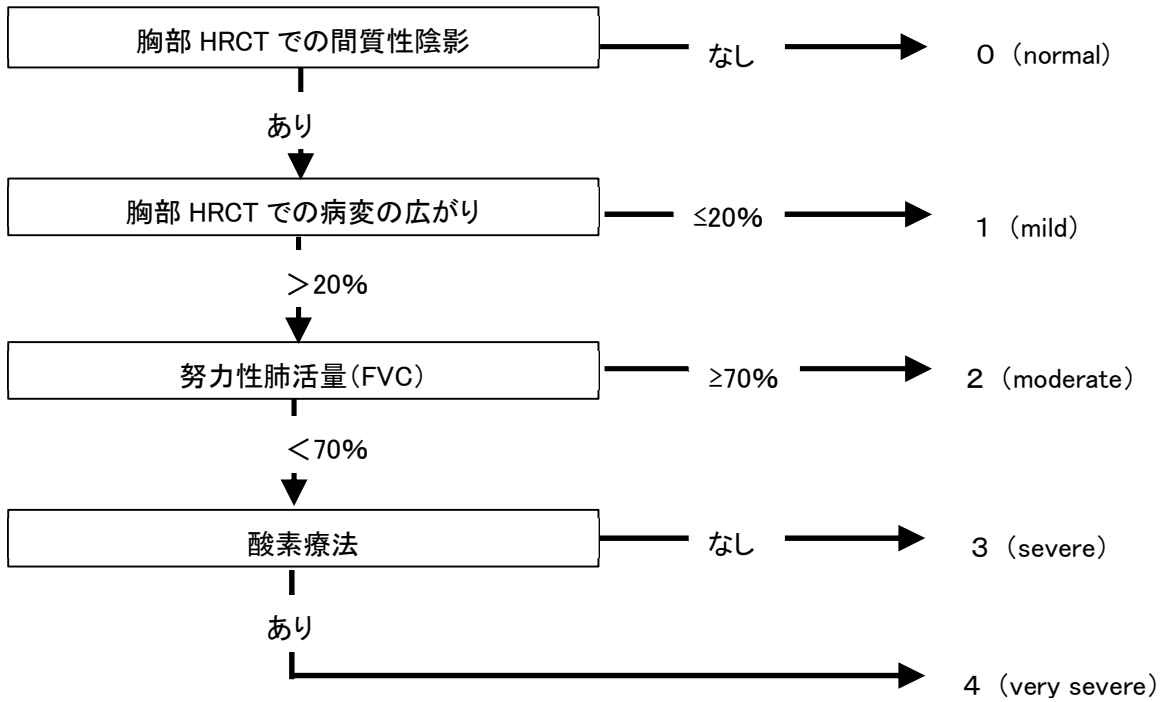 胸部 HRCT での間質性陰影
なし
０ （normal）
あり
胸部 HRCT での病変の広がり
≤20%
１ （mild）
＞20%
努力性肺活量（FVC）
≥70%
２ （moderate）
＜70%
酸素療法
なし
３ （severe）
あり
４ （very severe）